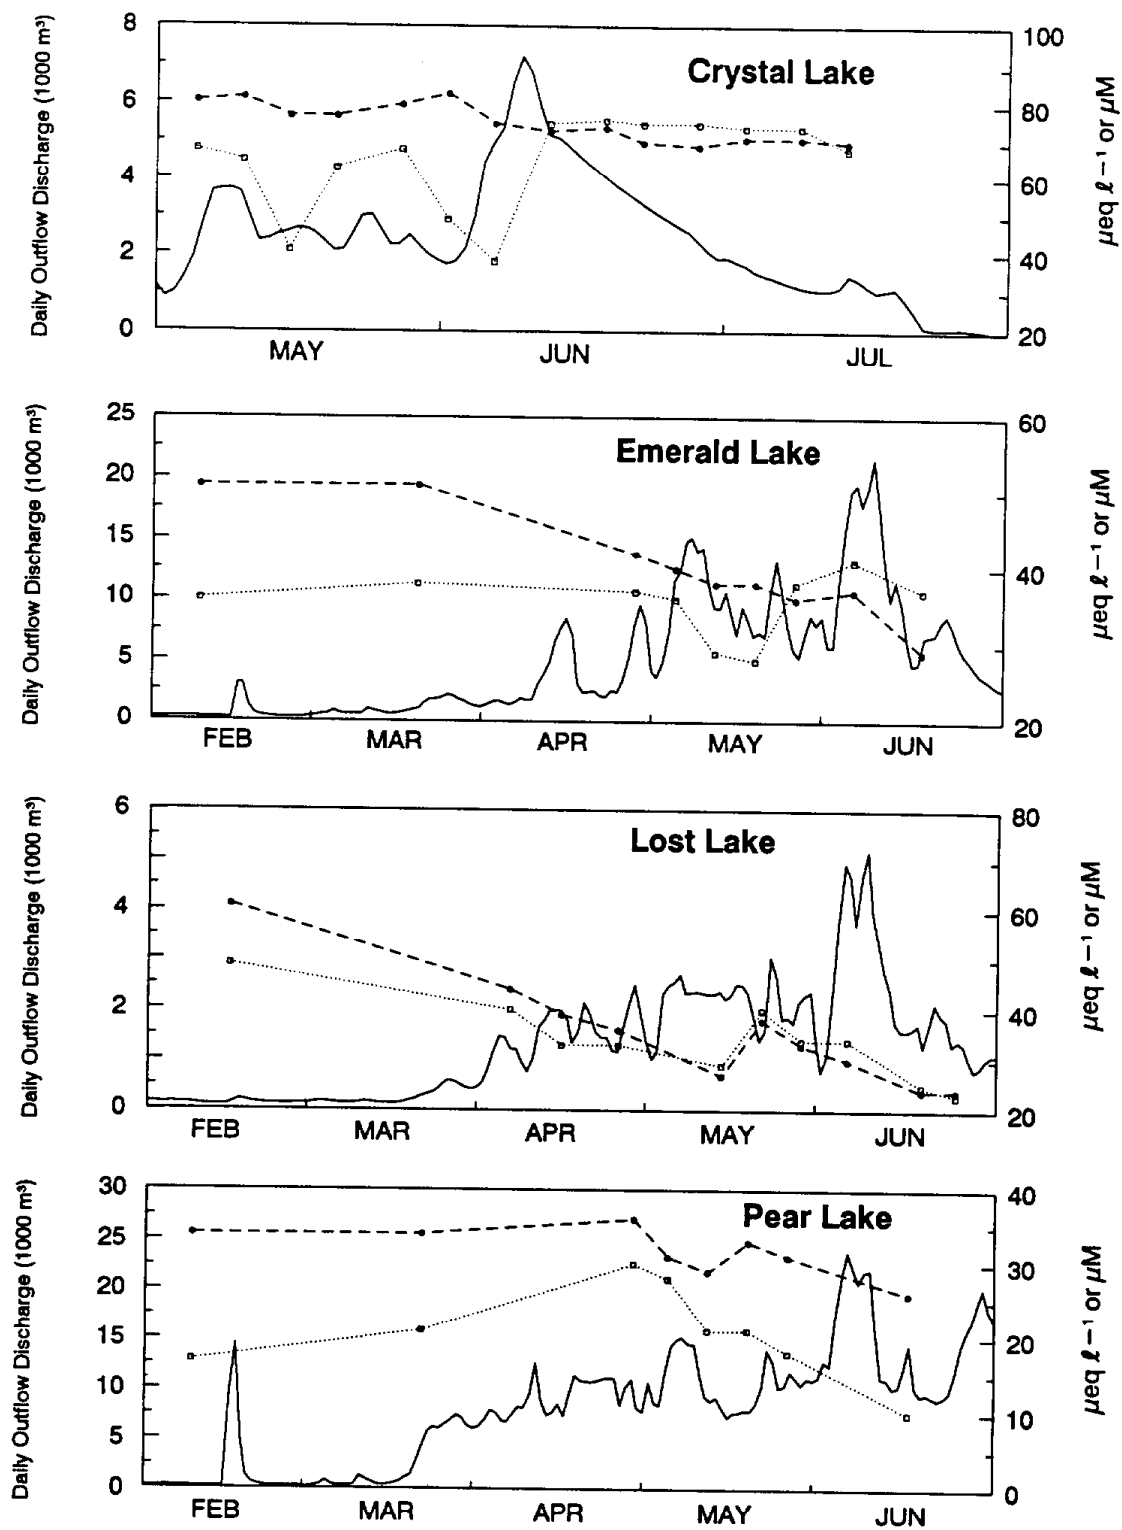 Crystal Lake
Daily Outflow Discharge (1000 m³)
8
6
4
2
0
100
80
60
40
20
µeq ℓ⁻¹ or µM
MAY JUN JUL
Emerald Lake
Daily Outflow Discharge (1000 m³)
25
20
15
10
5
0
60
40
20
µeq ℓ⁻¹ or µM
FEB MAR APR MAY JUN
Lost Lake
Daily Outflow Discharge (1000 m³)
6
4
2
0
80
60
40
20
µeq ℓ⁻¹ or µM
FEB MAR APR MAY JUN
Pear Lake
Daily Outflow Discharge (1000 m³)
30
25
20
15
10
5
0
40
30
20
10
0
µeq ℓ⁻¹ or µM
FEB MAR APR MAY JUN